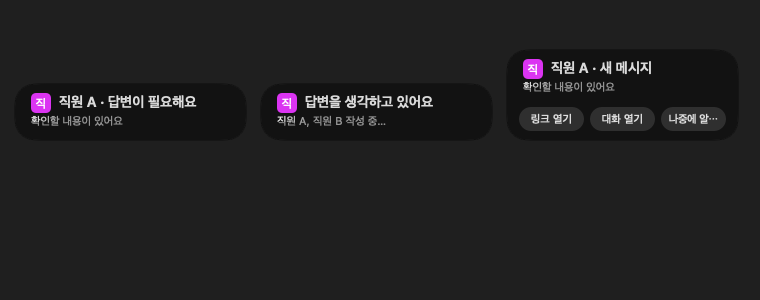 직 직원 A · 답변이 필요해요
확인할 내용이 있어요
직 답변을 생각하고 있어요
직원 A, 직원 B 작성 중...
직 직원 A · 새 메시지
확인할 내용이 있어요
링크 열기 대화 열기 나중에 알···